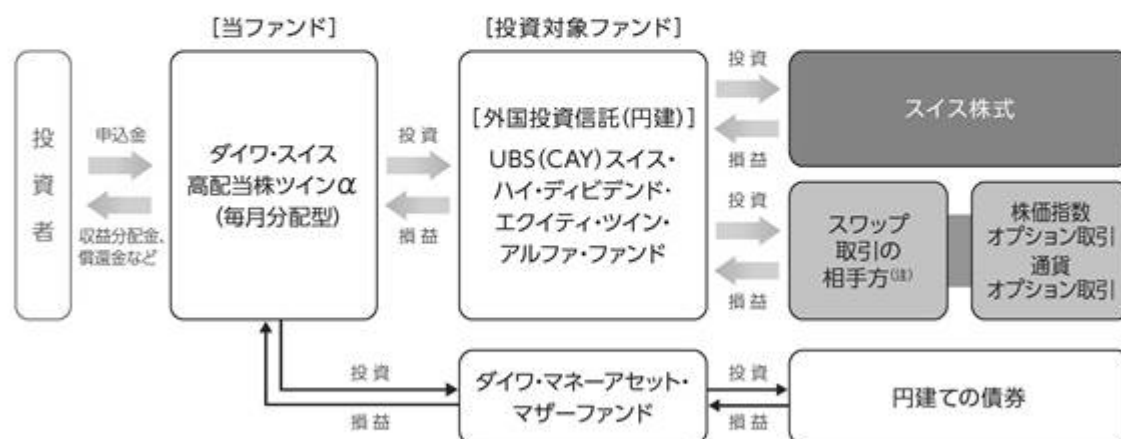 [当ファンド]
[投資対象ファンド]
投資者
申込金
収益分配金、
償還金など
ダイワ・スイス
高配当株ツインα
(毎月分配型)
投資
損益
[外国投資信託(円建)]
UBS(CAY)スイス・
ハイ・ディビデンド・
エクイティ・ツイン・
アルファ・ファンド
投資
損益
スイス株式
投資
損益
スワップ
取引の
相手方(注)
株価指数
オプション取引
通貨
オプション取引
投資
損益
ダイワ・マネーアセット・
マザーファンド
投資
損益
円建ての債券